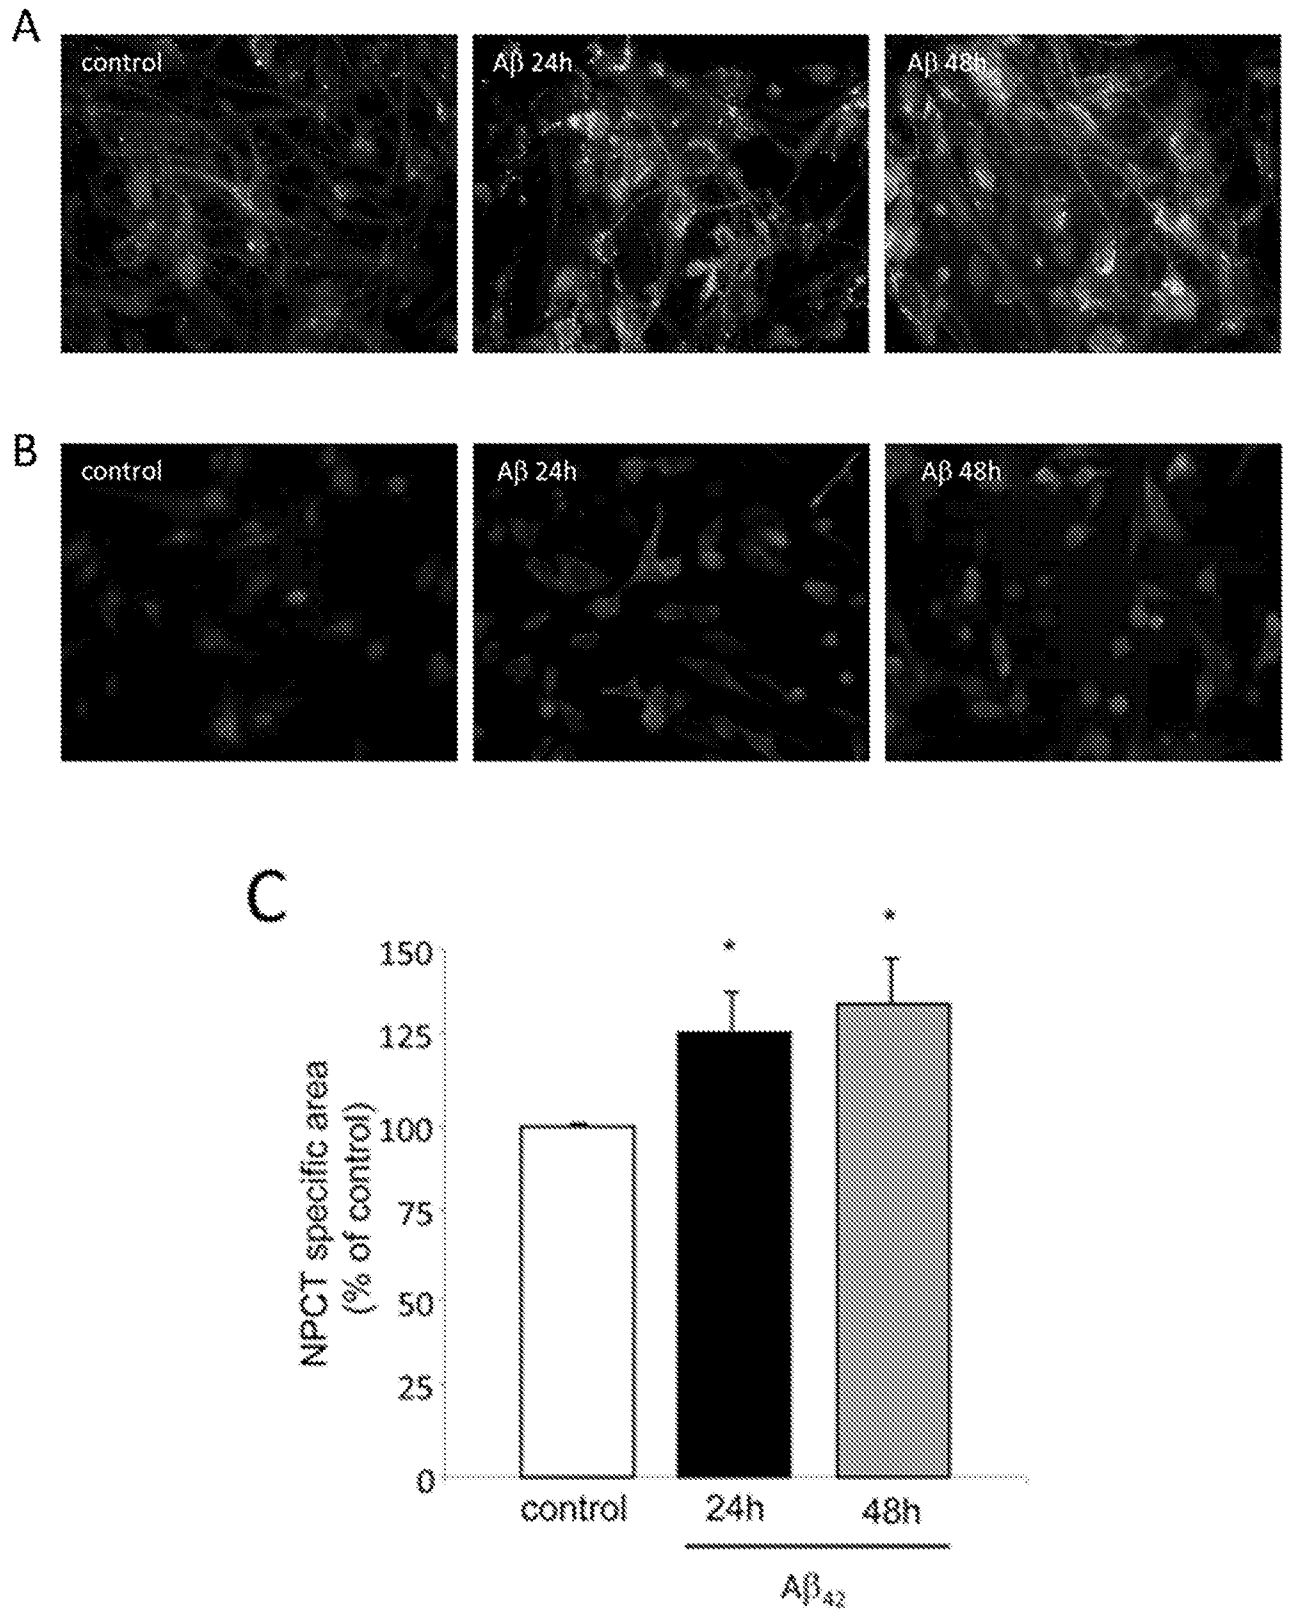 A
control
Aβ 24h
Aβ 48h
B
control
Aβ 24h
Aβ 48h
C
*
*
150
125
100
75
50
25
0
NPCT specific area
(% of control)
control
24h
48h
Aβ42